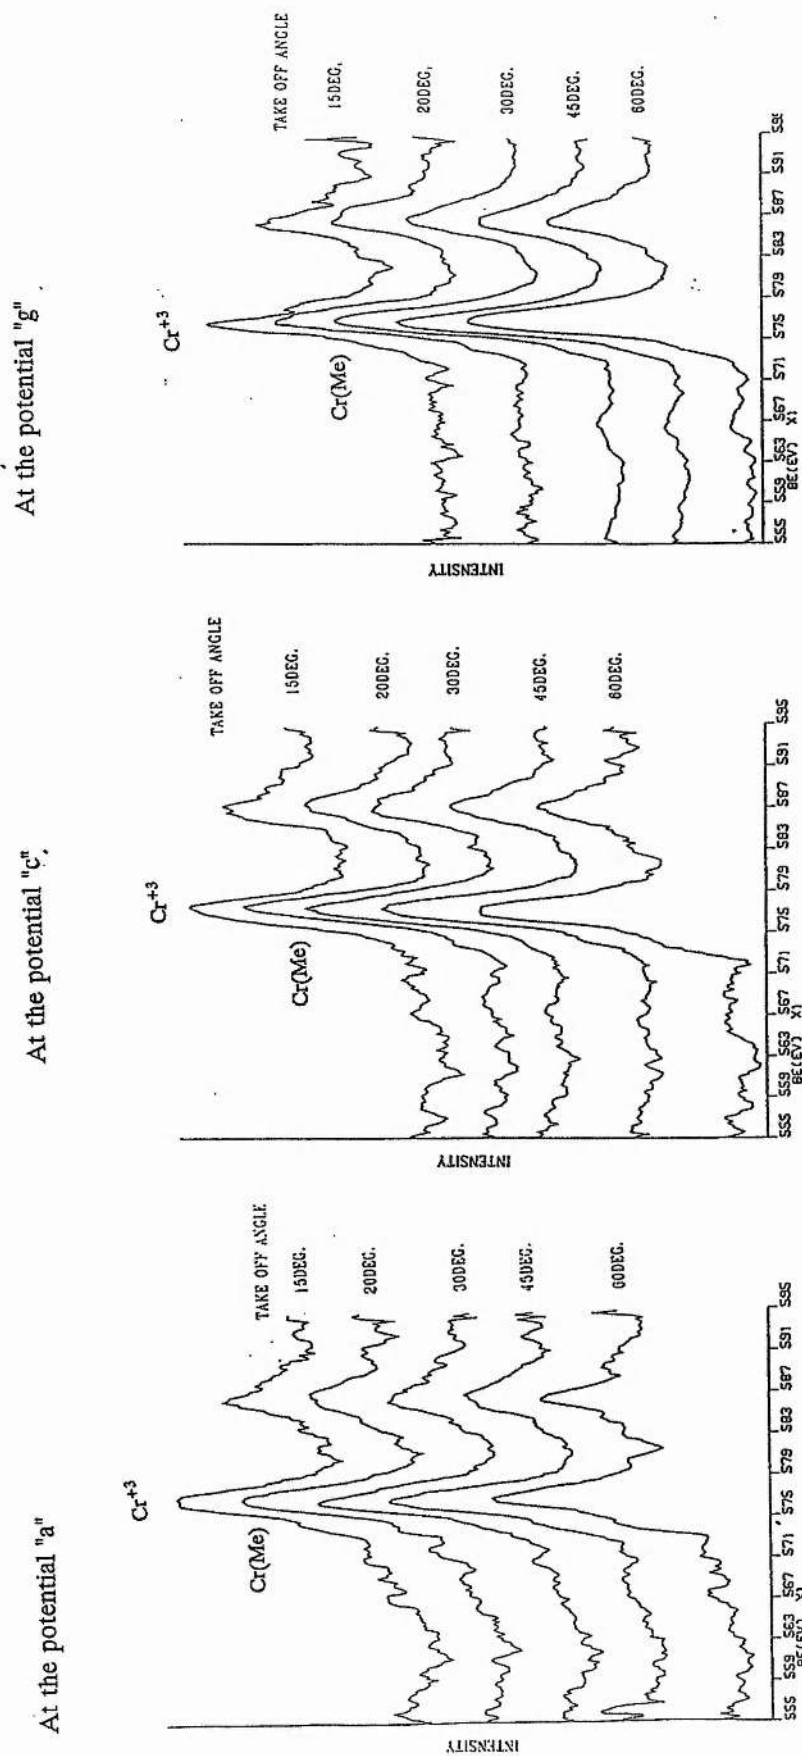 At the potential "a"
Cr+3
Cr(Me)
TAKE OFF ANGLE
15DEG.
20DEG.
30DEG.
45DEG.
60DEG.
INTENSITY
555 559 563 567 571 575 579 583 587 591 595
At the potential "c"
Cr+3
Cr(Me)
TAKE OFF ANGLE
15DEG.
20DEG.
30DEG.
45DEG.
60DEG.
INTENSITY
555 559 563 567 571 575 579 583 587 591 595
BE(EV) X1
At the potential "g"
Cr+3
Cr(Me)
TAKE OFF ANGLE
15DEG.
20DEG.
30DEG.
45DEG.
60DEG.
INTENSITY
555 559 563 567 571 575 579 583 587 591
BE(EV) X1